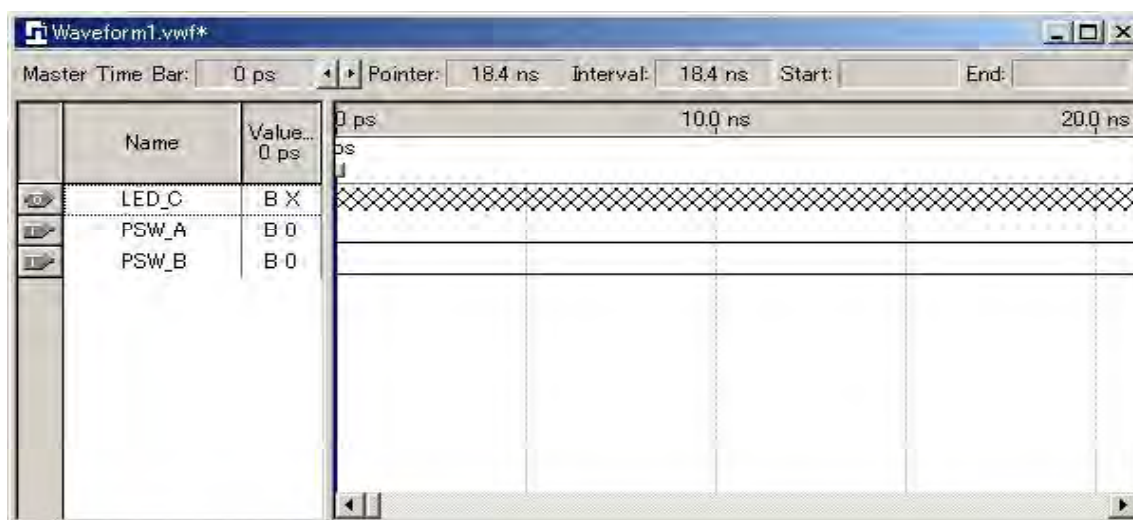 Waveform1.vwf*
Master Time Bar: 0 ps Pointer: 18.4 ns Interval: 18.4 ns Start: End:
Name Value... 0 ps
0 ps 10.0 ns 20.0 ns
ps
LED_C B X
PSW_A B 0
PSW_B B 0